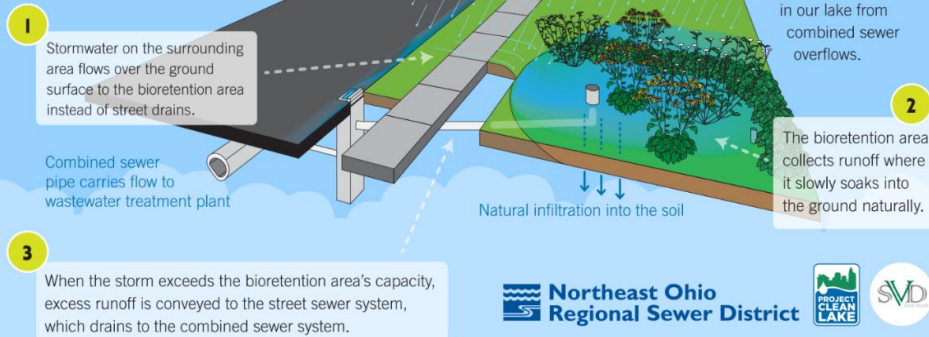 in our lake from
combined sewer
overflows.
1
Stormwater on the surrounding
area flows over the ground
surface to the bioretention area
instead of street drains.
2
The bioretention area
collects runoff where
it slowly soaks into
the ground naturally.
Combined sewer
pipe carries flow to
wastewater treatment plant
Natural infiltration into the soil
3
When the storm exceeds the bioretention area's capacity,
excess runoff is conveyed to the street sewer system,
which drains to the combined sewer system.
Northeast Ohio
Regional Sewer District
PROJECT
CLEAN
LAKE
SVD